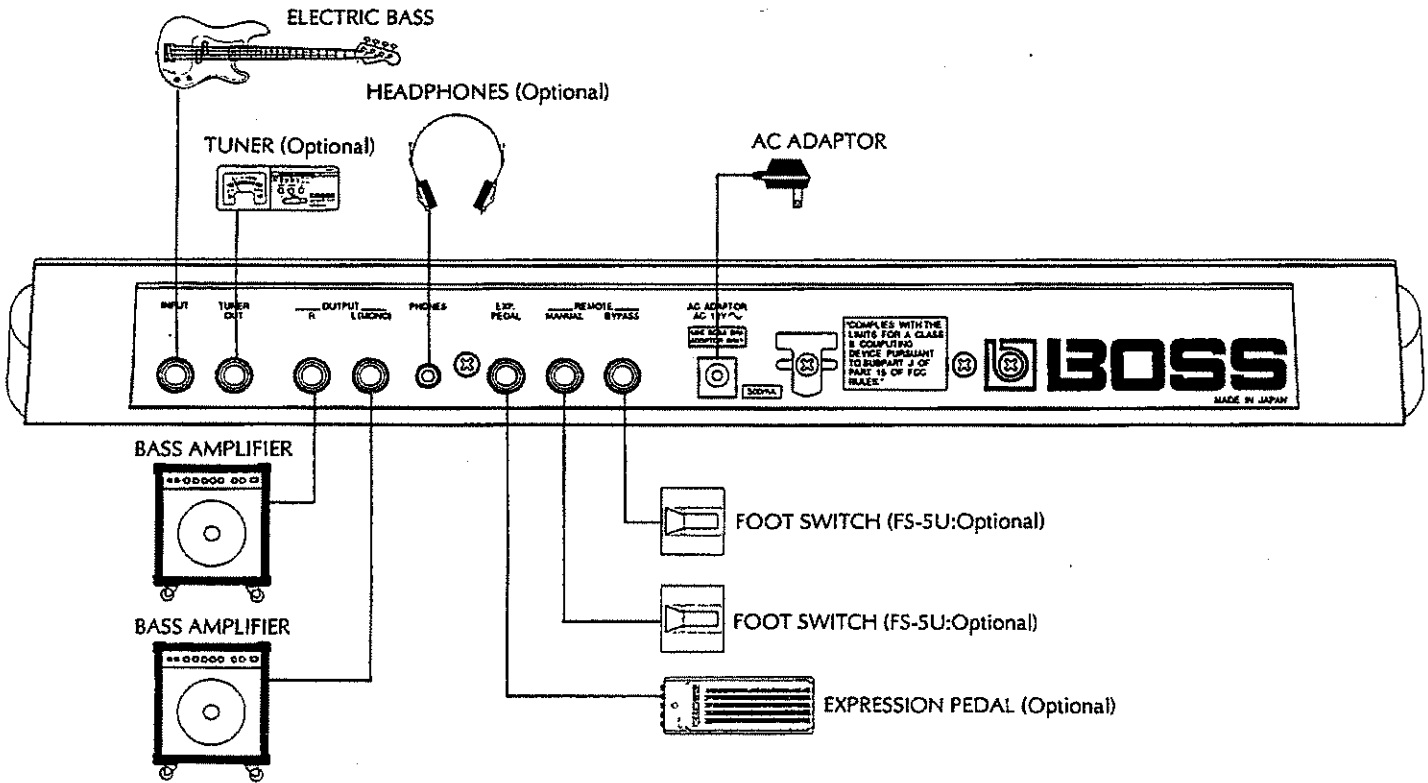 ELECTRIC BASS
HEADPHONES (Optional)
TUNER (Optional)
AC ADAPTOR
INPUT
TUNER
OUT
OUTPUT
R
L(MONO)
PHONES
EXP.
PEDAL
REMOTE
MANUAL
BYPASS
AC ADAPTOR
500mA
"COMPLIES WITH THE
LIMITS FOR A CLASS
B COMPUTING
DEVICE PURSUANT
TO SUBPART J OF
PART 15 OF FCC
RULES."
BOSS
MADE IN JAPAN
BASS AMPLIFIER
FOOT SWITCH (FS-5U:Optional)
FOOT SWITCH (FS-5U:Optional)
BASS AMPLIFIER
EXPRESSION PEDAL (Optional)